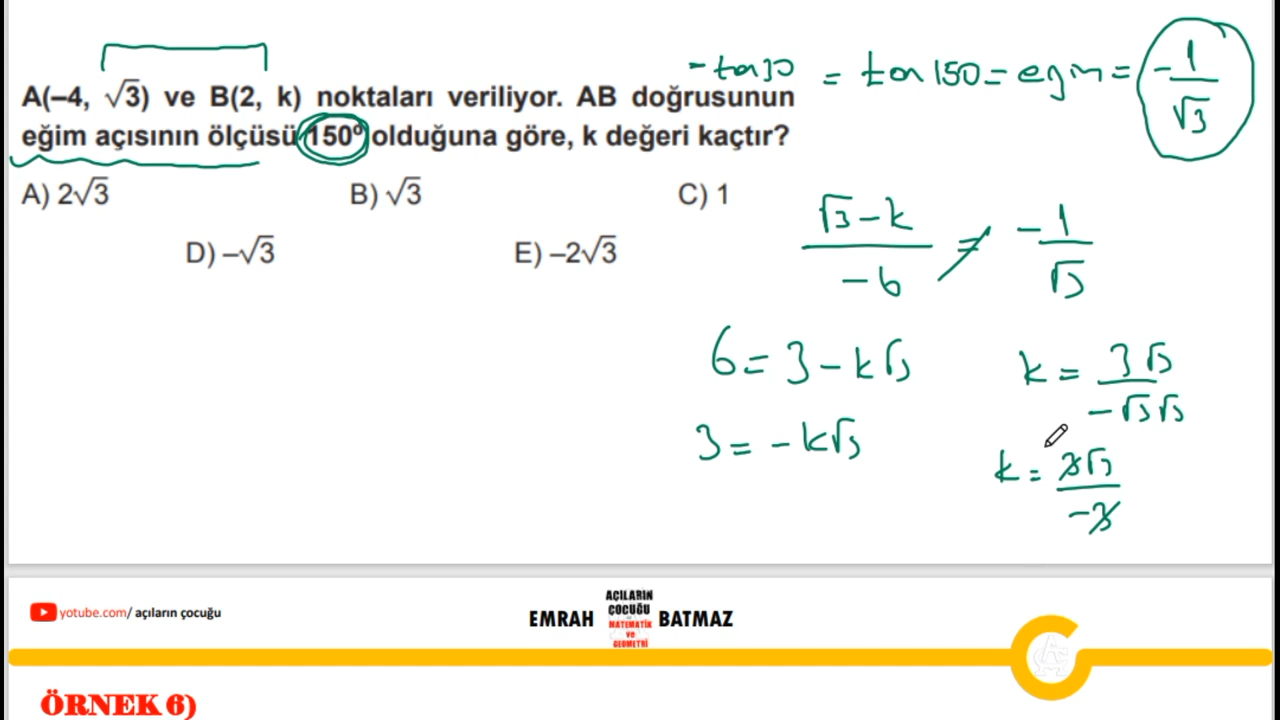 A(–4, √3) ve B(2, k) noktaları veriliyor. AB doğrusunun
eğim açısının ölçüsü 150° olduğuna göre, k değeri kaçtır?
A) 2√3 B) √3 C) 1
D) –√3 E) –2√3
-tan30 = tan150 = eğim = -1/√3
(√3 - k)/(-6) = -1/√3
6 = 3 - k√3
3 = -k√3
k = 3√3/(-√3√3)
k = 3√3/(-3)
yotube.com/ açıların çocuğu
EMRAH
AÇILARIN
ÇOCUĞU
MATEMATİK
ve
GEOMETRİ
BATMAZ
ÖRNEK 6)